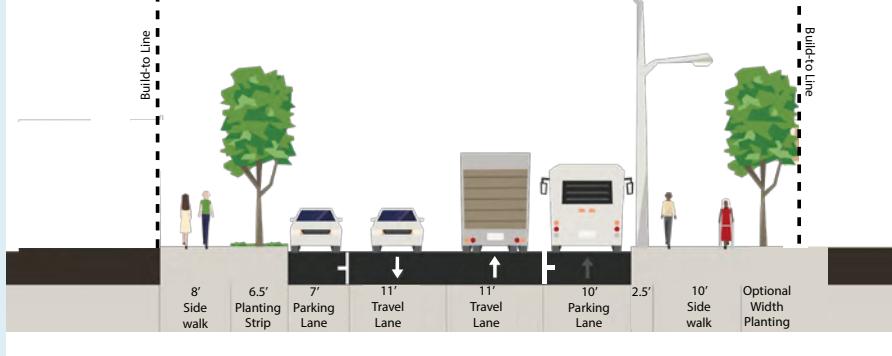 Build-to Line
Build-to Line
8’
Side
walk
6.5’
Planting
Strip
7’
Parking
Lane
11’
Travel
Lane
11’
Travel
Lane
10’
Parking
Lane
2.5’
10’
Side
walk
Optional
Width
Planting